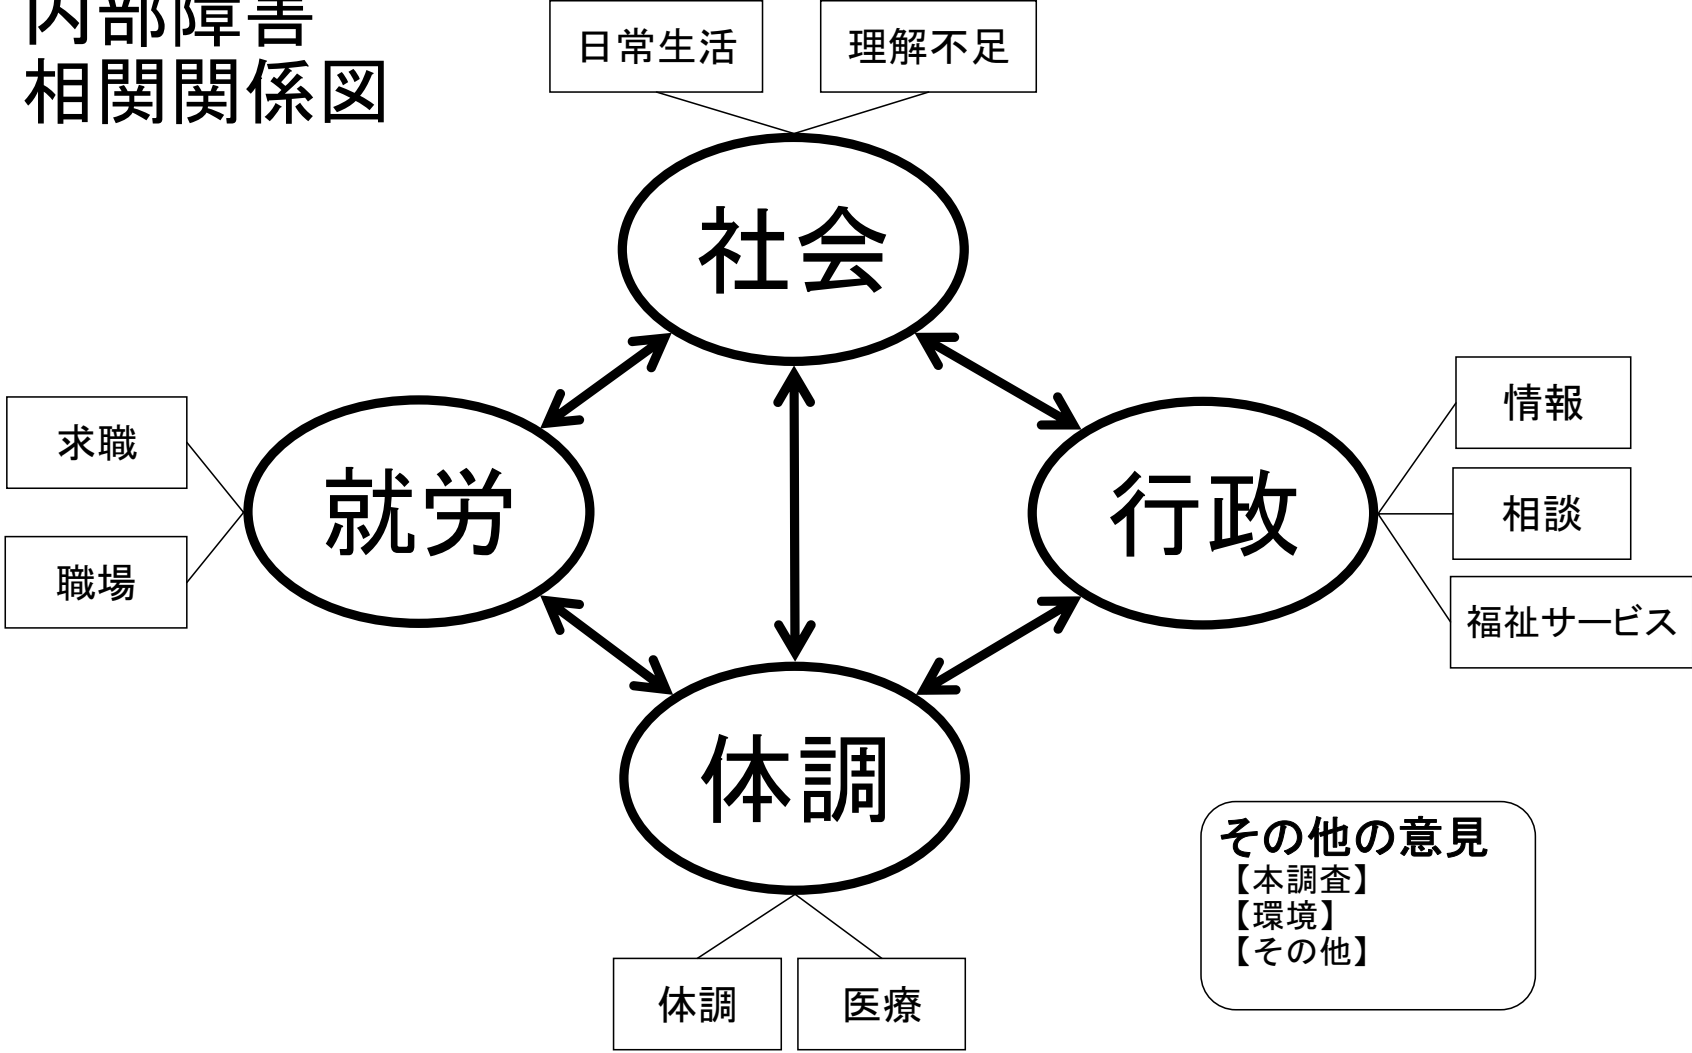 内部障害
相関関係図
日常生活
理解不足
社会
求職
職場
就労
行政
情報
相談
福祉サービス
体調
体調
医療
その他の意見
【本調査】
【環境】
【その他】